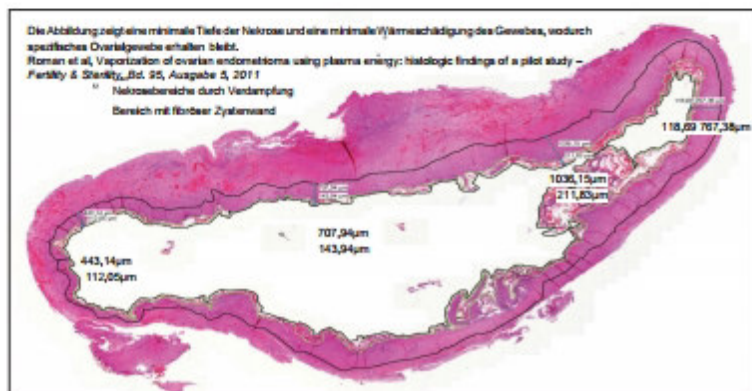 Die Abbildung zeigt eine minimale Tiefe der Nekrose und eine minimale Wärmeschädigung des Gewebes, wodurch
spezifisches Ovarialgewebe erhalten bleibt.
Roman et al, Vaporization of ovarian endometrioma using plasma energy: histologic findings of a pilot study –
Fertility & Sterility, Bd. 95, Ausgabe 5, 2011
Nekrosebereiche durch Verdampfung
Bereich mit fibröser Zystenwand
118,69 767,38µm
1036,15µm
211,83µm
707,94µm
143,94µm
443,14µm
112,05µm